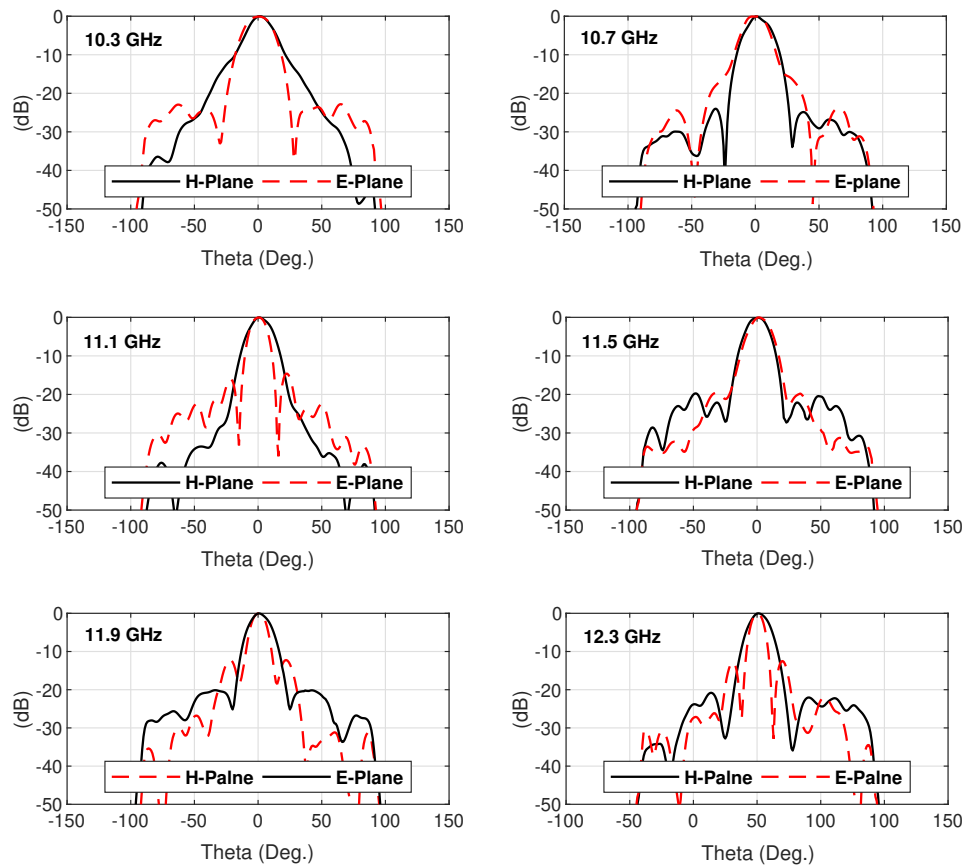 0
-10
-20
-30
-40
-50
(dB)
10.3 GHz
H-Plane E-Plane
-150 -100 -50 0 50 100 150
Theta (Deg.)
0
-10
-20
-30
-40
-50
(dB)
10.7 GHz
H-Plane E-plane
-150 -100 -50 0 50 100 150
Theta (Deg.)
0
-10
-20
-30
-40
-50
(dB)
11.1 GHz
H-Plane E-Plane
-150 -100 -50 0 50 100 150
Theta (Deg.)
0
-10
-20
-30
-40
-50
(dB)
11.5 GHz
H-Plane E-Plane
-150 -100 -50 0 50 100 150
Theta (Deg.)
0
-10
-20
-30
-40
-50
(dB)
11.9 GHz
H-Palne E-Plane
-150 -100 -50 0 50 100 150
Theta (Deg.)
0
-10
-20
-30
-40
-50
(dB)
12.3 GHz
H-Palne E-Palne
-100 -50 0 50 100 150
Theta (Deg.)